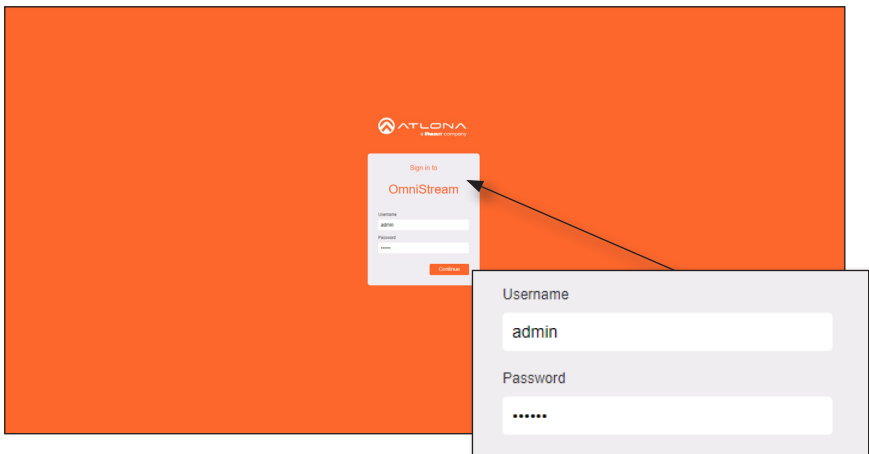 ATLONA
a Panduit company
Sign in to
OmniStream
Username
admin
Password
••••••
Continue
Username
admin
Password
••••••